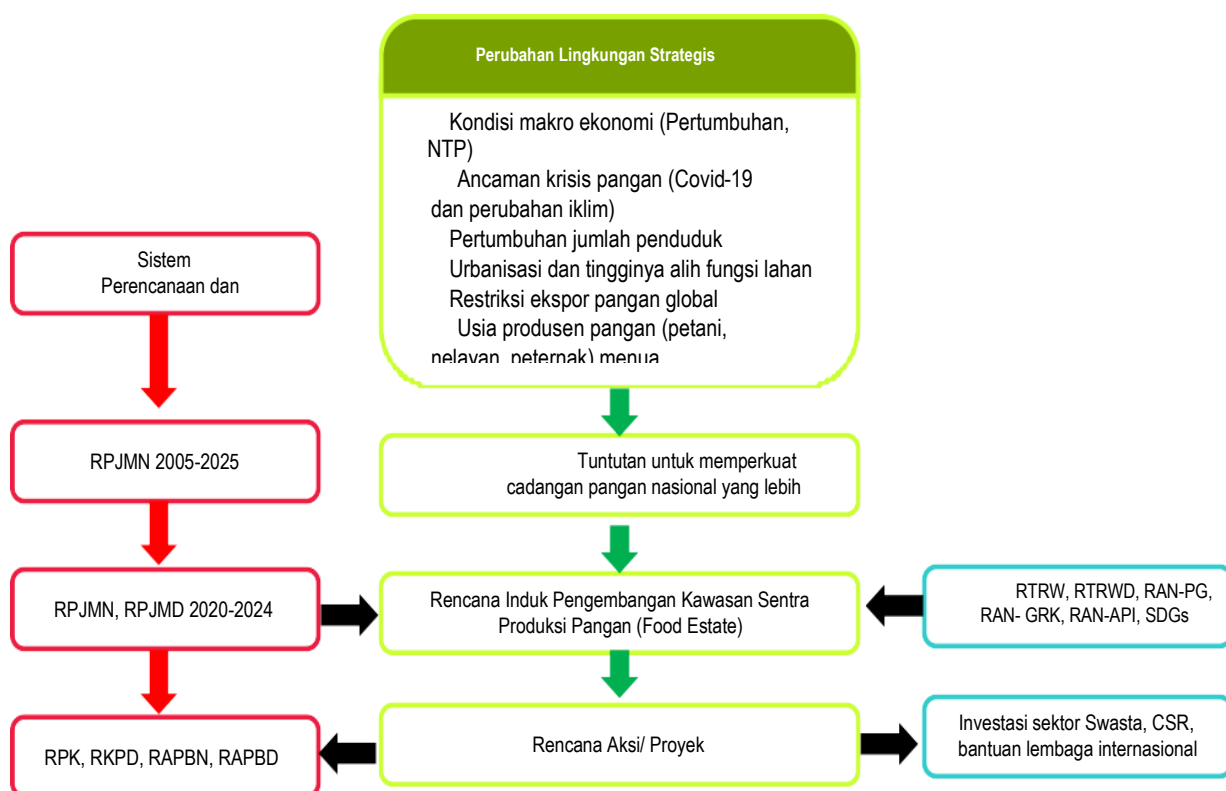 Perubahan Lingkungan Strategis
Kondisi makro ekonomi (Pertumbuhan,
NTP)
Ancaman krisis pangan (Covid-19
dan perubahan iklim)
Pertumbuhan jumlah penduduk
Urbanisasi dan tingginya alih fungsi lahan
Restriksi ekspor pangan global
Usia produsen pangan (petani,
nelayan, peternak) menua
Sistem
Perencanaan dan
RPJMN 2005-2025
Tuntutan untuk memperkuat
cadangan pangan nasional yang lebih
RPJMN, RPJMD 2020-2024
Rencana Induk Pengembangan Kawasan Sentra
Produksi Pangan (Food Estate)
RTRW, RTRWD, RAN-PG,
RAN- GRK, RAN-API, SDGs
RPK, RKPD, RAPBN, RAPBD
Rencana Aksi/ Proyek
Investasi sektor Swasta, CSR,
bantuan lembaga internasional